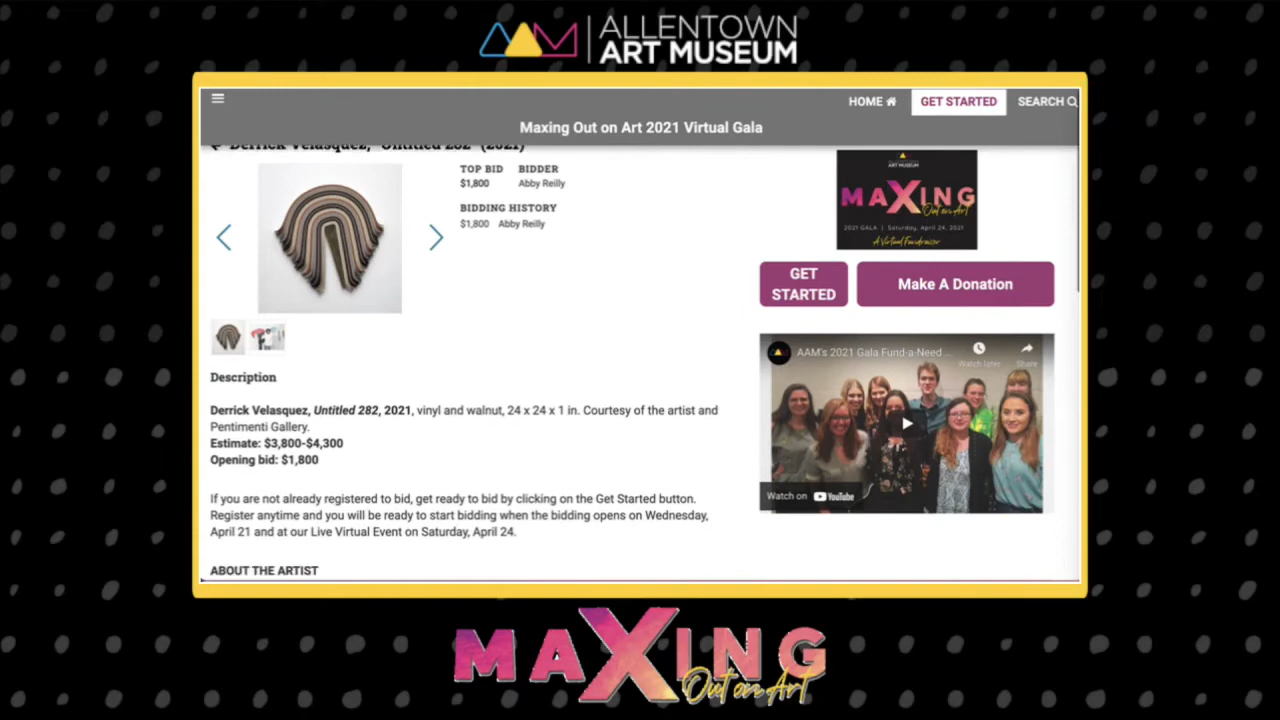 ALLENTOWN
ART MUSEUM
HOME
GET STARTED
SEARCH
Maxing Out on Art 2021 Virtual Gala
Derrick Velasquez, "Untitled 282" (2021)
TOP BID BIDDER
$1,800 Abby Reilly
BIDDING HISTORY
$1,800 Abby Reilly
ART MUSEUM
MAXING
Out on Art
2021 GALA | Saturday, April 24, 2021
A Virtual Fundraiser
GET
STARTED
Make A Donation
AAM's 2021 Gala Fund-a-Need ...
Watch later
Share
Watch on YouTube
Description
Derrick Velasquez, Untitled 282, 2021, vinyl and walnut, 24 x 24 x 1 in. Courtesy of the artist and
Pentimenti Gallery.
Estimate: $3,800-$4,300
Opening bid: $1,800
If you are not already registered to bid, get ready to bid by clicking on the Get Started button.
Register anytime and you will be ready to start bidding when the bidding opens on Wednesday,
April 21 and at our Live Virtual Event on Saturday, April 24.
ABOUT THE ARTIST
MAXING
Out on Art